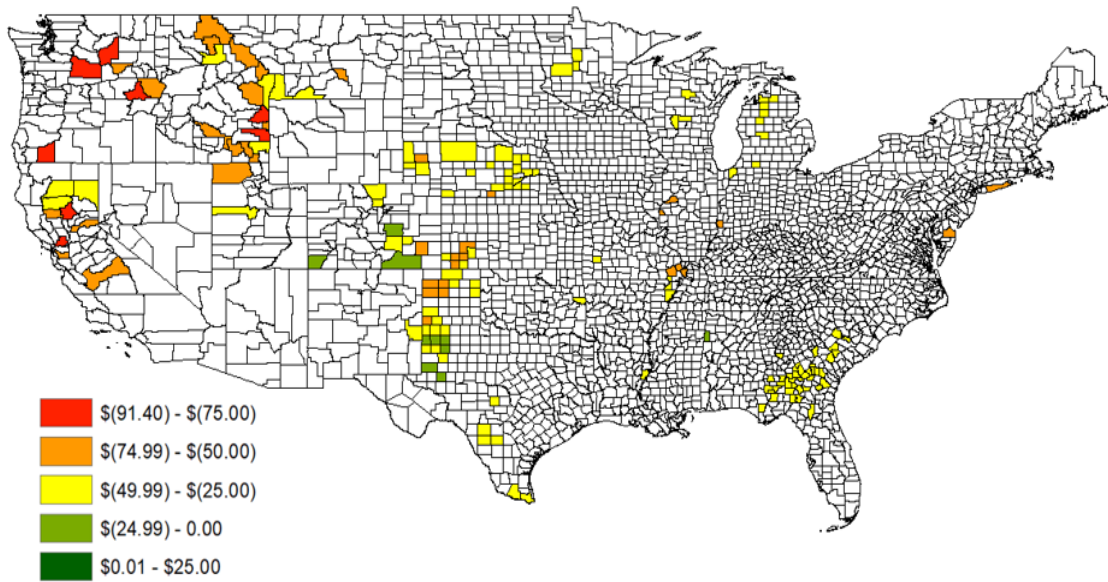 $(91.40) - $(75.00)
$(74.99) - $(50.00)
$(49.99) - $(25.00)
$(24.99) - 0.00
$0.01 - $25.00